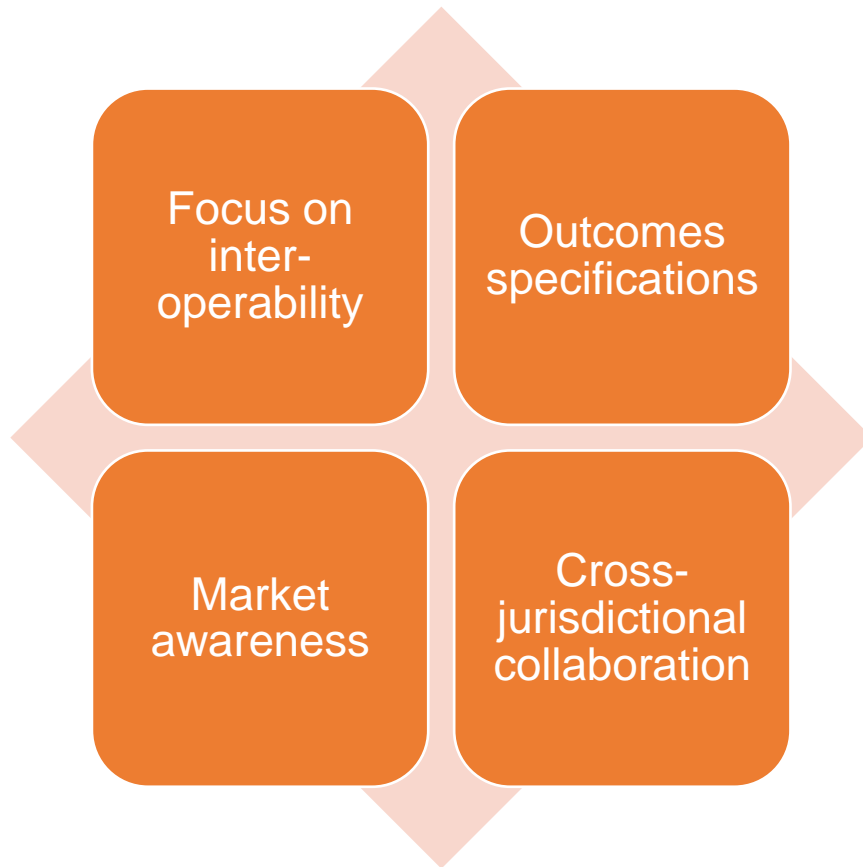 Focus on
inter-
operability
Outcomes
specifications
Market
awareness
Cross-
jurisdictional
collaboration